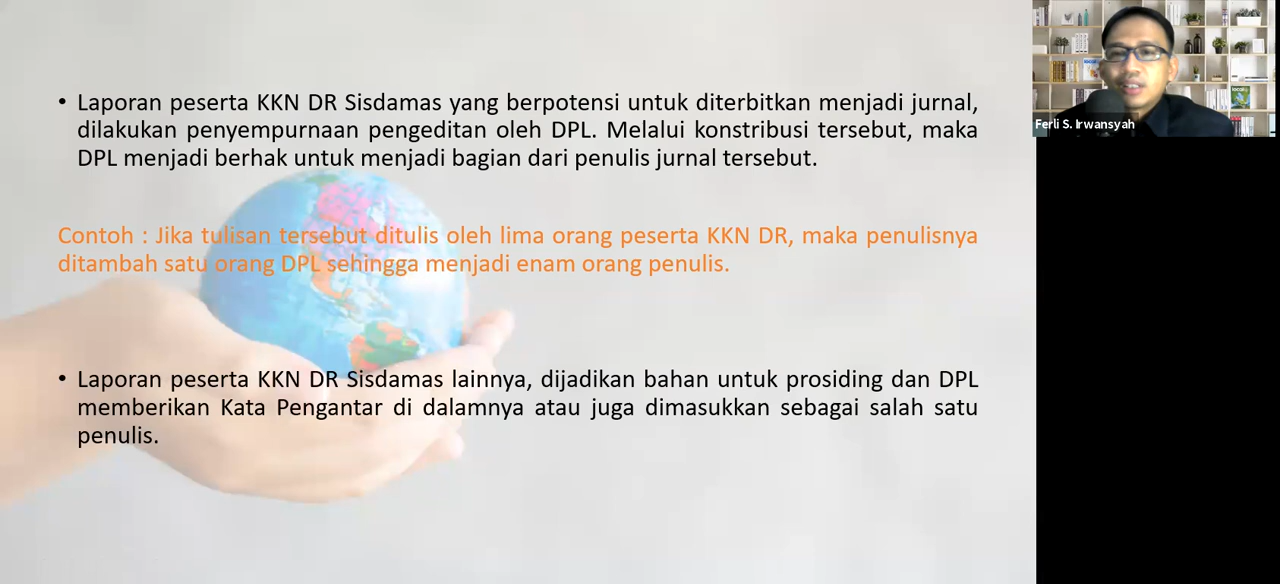 • Laporan peserta KKN DR Sisdamas yang berpotensi untuk diterbitkan menjadi jurnal,
dilakukan penyempurnaan pengeditan oleh DPL. Melalui konstribusi tersebut, maka
DPL menjadi berhak untuk menjadi bagian dari penulis jurnal tersebut.
Contoh : Jika tulisan tersebut ditulis oleh lima orang peserta KKN DR, maka penulisnya
ditambah satu orang DPL sehingga menjadi enam orang penulis.
• Laporan peserta KKN DR Sisdamas lainnya, dijadikan bahan untuk prosiding dan DPL
memberikan Kata Pengantar di dalamnya atau juga dimasukkan sebagai salah satu
penulis.
Ferli S. Irwansyah